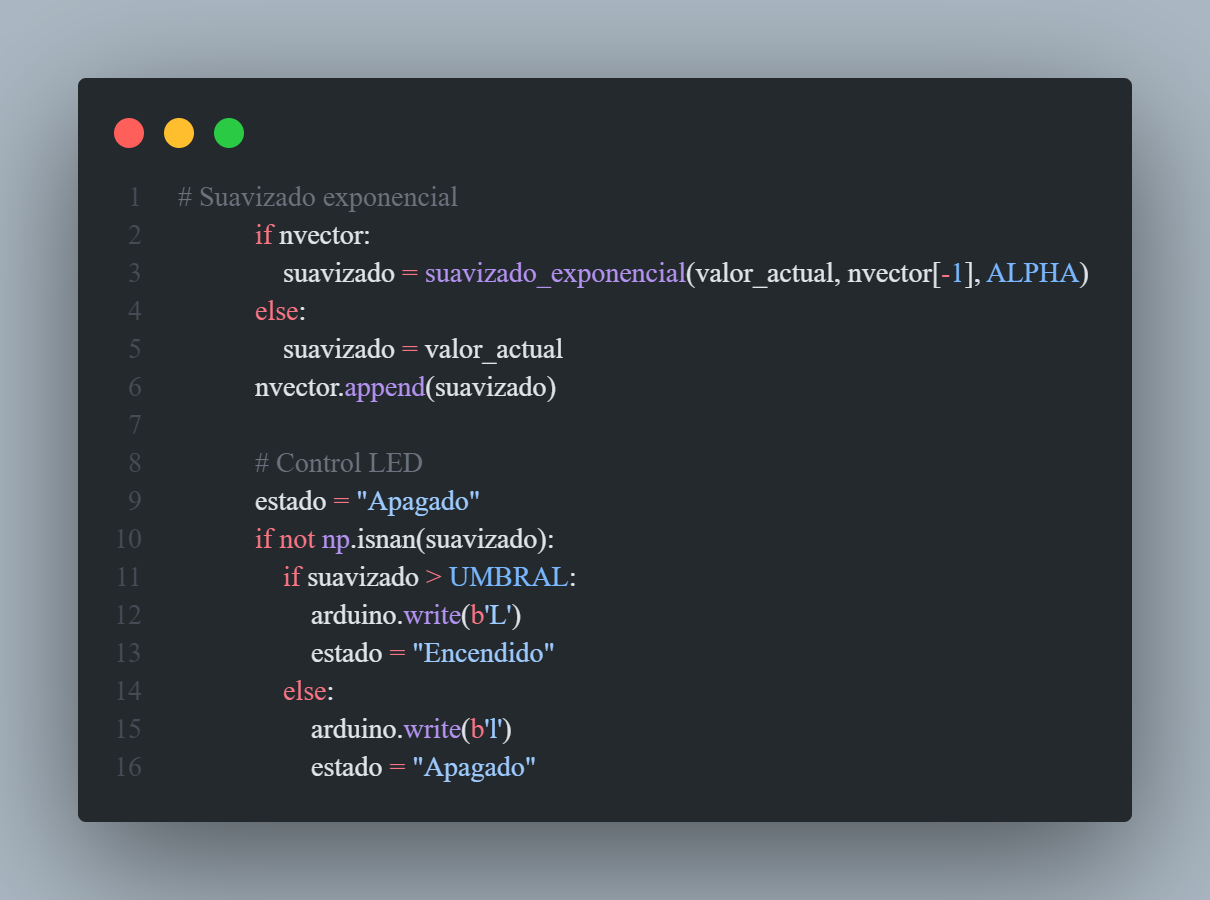 1 # Suavizado exponencial
2 if nvector:
3 suavizado = suavizado_exponencial(valor_actual, nvector[-1], ALPHA)
4 else:
5 suavizado = valor_actual
6 nvector.append(suavizado)
7
8 # Control LED
9 estado = "Apagado"
10 if not np.isnan(suavizado):
11 if suavizado > UMBRAL:
12 arduino.write(b'L')
13 estado = "Encendido"
14 else:
15 arduino.write(b'l')
16 estado = "Apagado"